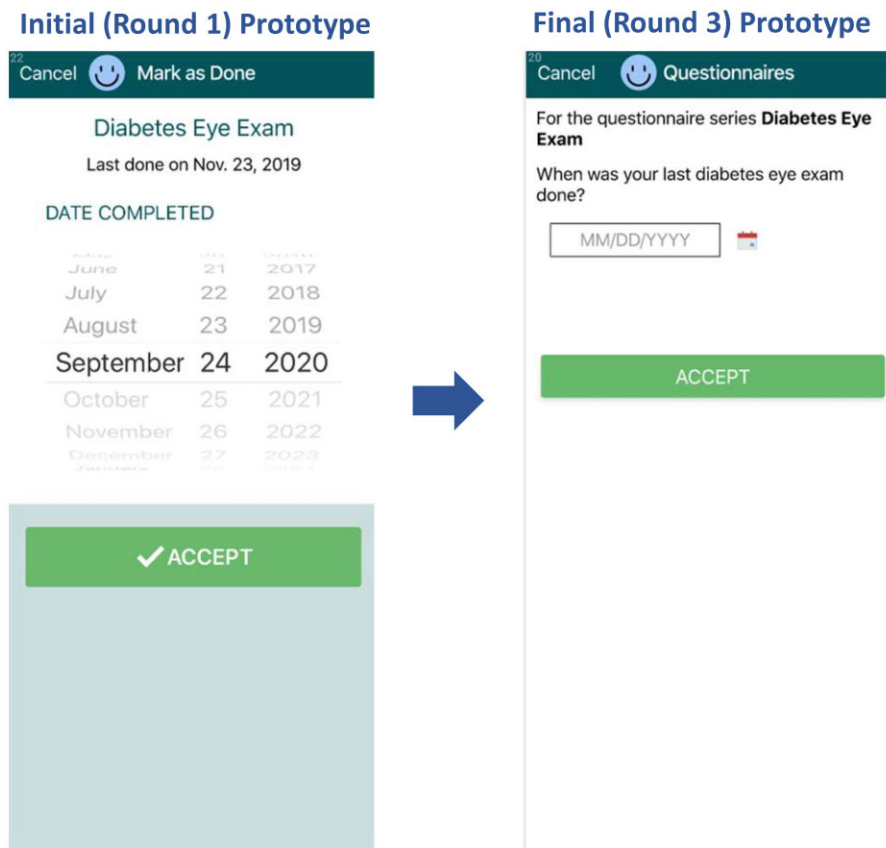 Initial (Round 1) Prototype
22
Cancel Mark as Done
Diabetes Eye Exam
Last done on Nov. 23, 2019
DATE COMPLETED
June 21 2017
July 22 2018
August 23 2019
September 24 2020
October 25 2021
November 26 2022
December 27 2023
ACCEPT
Final (Round 3) Prototype
20
Cancel Questionnaires
For the questionnaire series Diabetes Eye
Exam
When was your last diabetes eye exam
done?
MM/DD/YYYY
ACCEPT